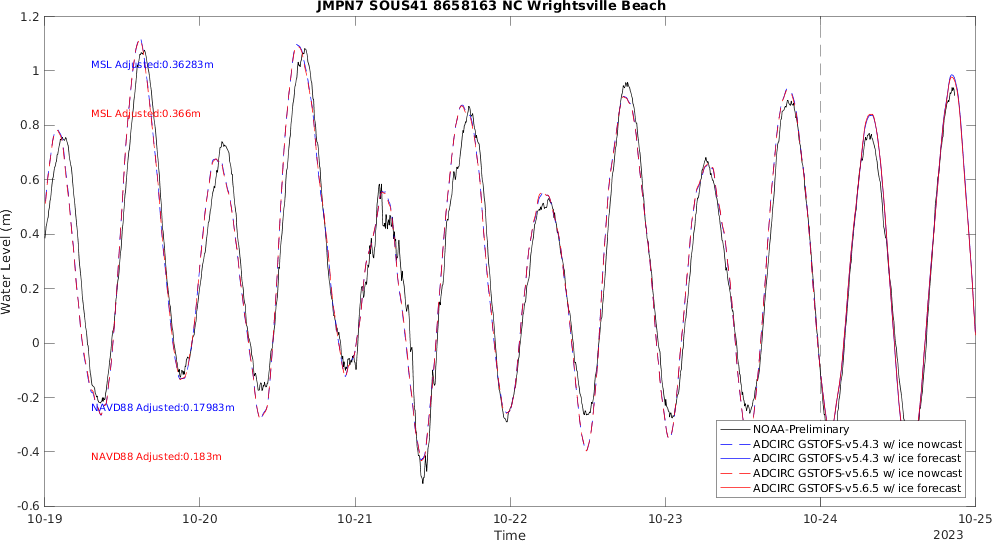 JMPN7 SOUS41 8658163 NC Wrightsville Beach
1.2
1
0.8
0.6
0.4
0.2
0
-0.2
-0.4
-0.6
Water Level (m)
MSL Adjusted:0.36283m
MSL Adjusted:0.366m
NAVD88 Adjusted:0.17983m
NAVD88 Adjusted:0.183m
NOAA-Preliminary
ADCIRC GSTOFS-v5.4.3 w/ ice nowcast
ADCIRC GSTOFS-v5.4.3 w/ ice forecast
ADCIRC GSTOFS-v5.6.5 w/ ice nowcast
ADCIRC GSTOFS-v5.6.5 w/ ice forecast
10-19 10-20 10-21 10-22 10-23 10-24 10-25
Time
2023